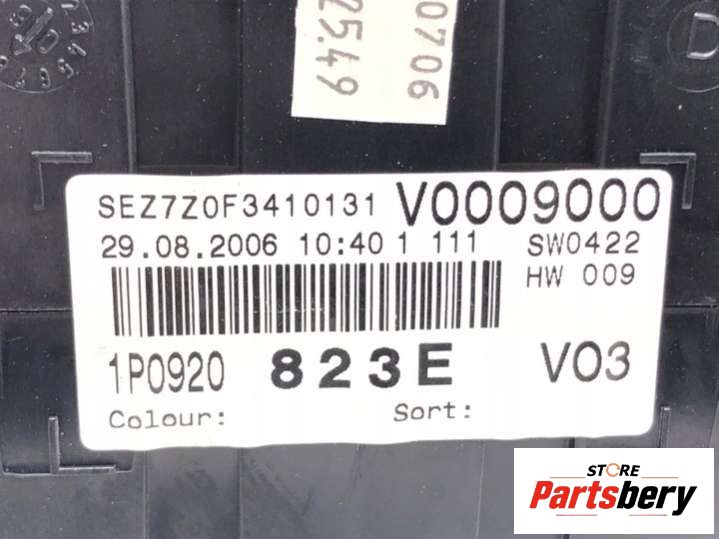 0706
2549
D
SEZ7Z0F3410131 V0009000
29.08.2006 10:40 1 111 SW0422
HW 009
1P0920 823E V03
Colour: Sort:
STORE
Partsbery